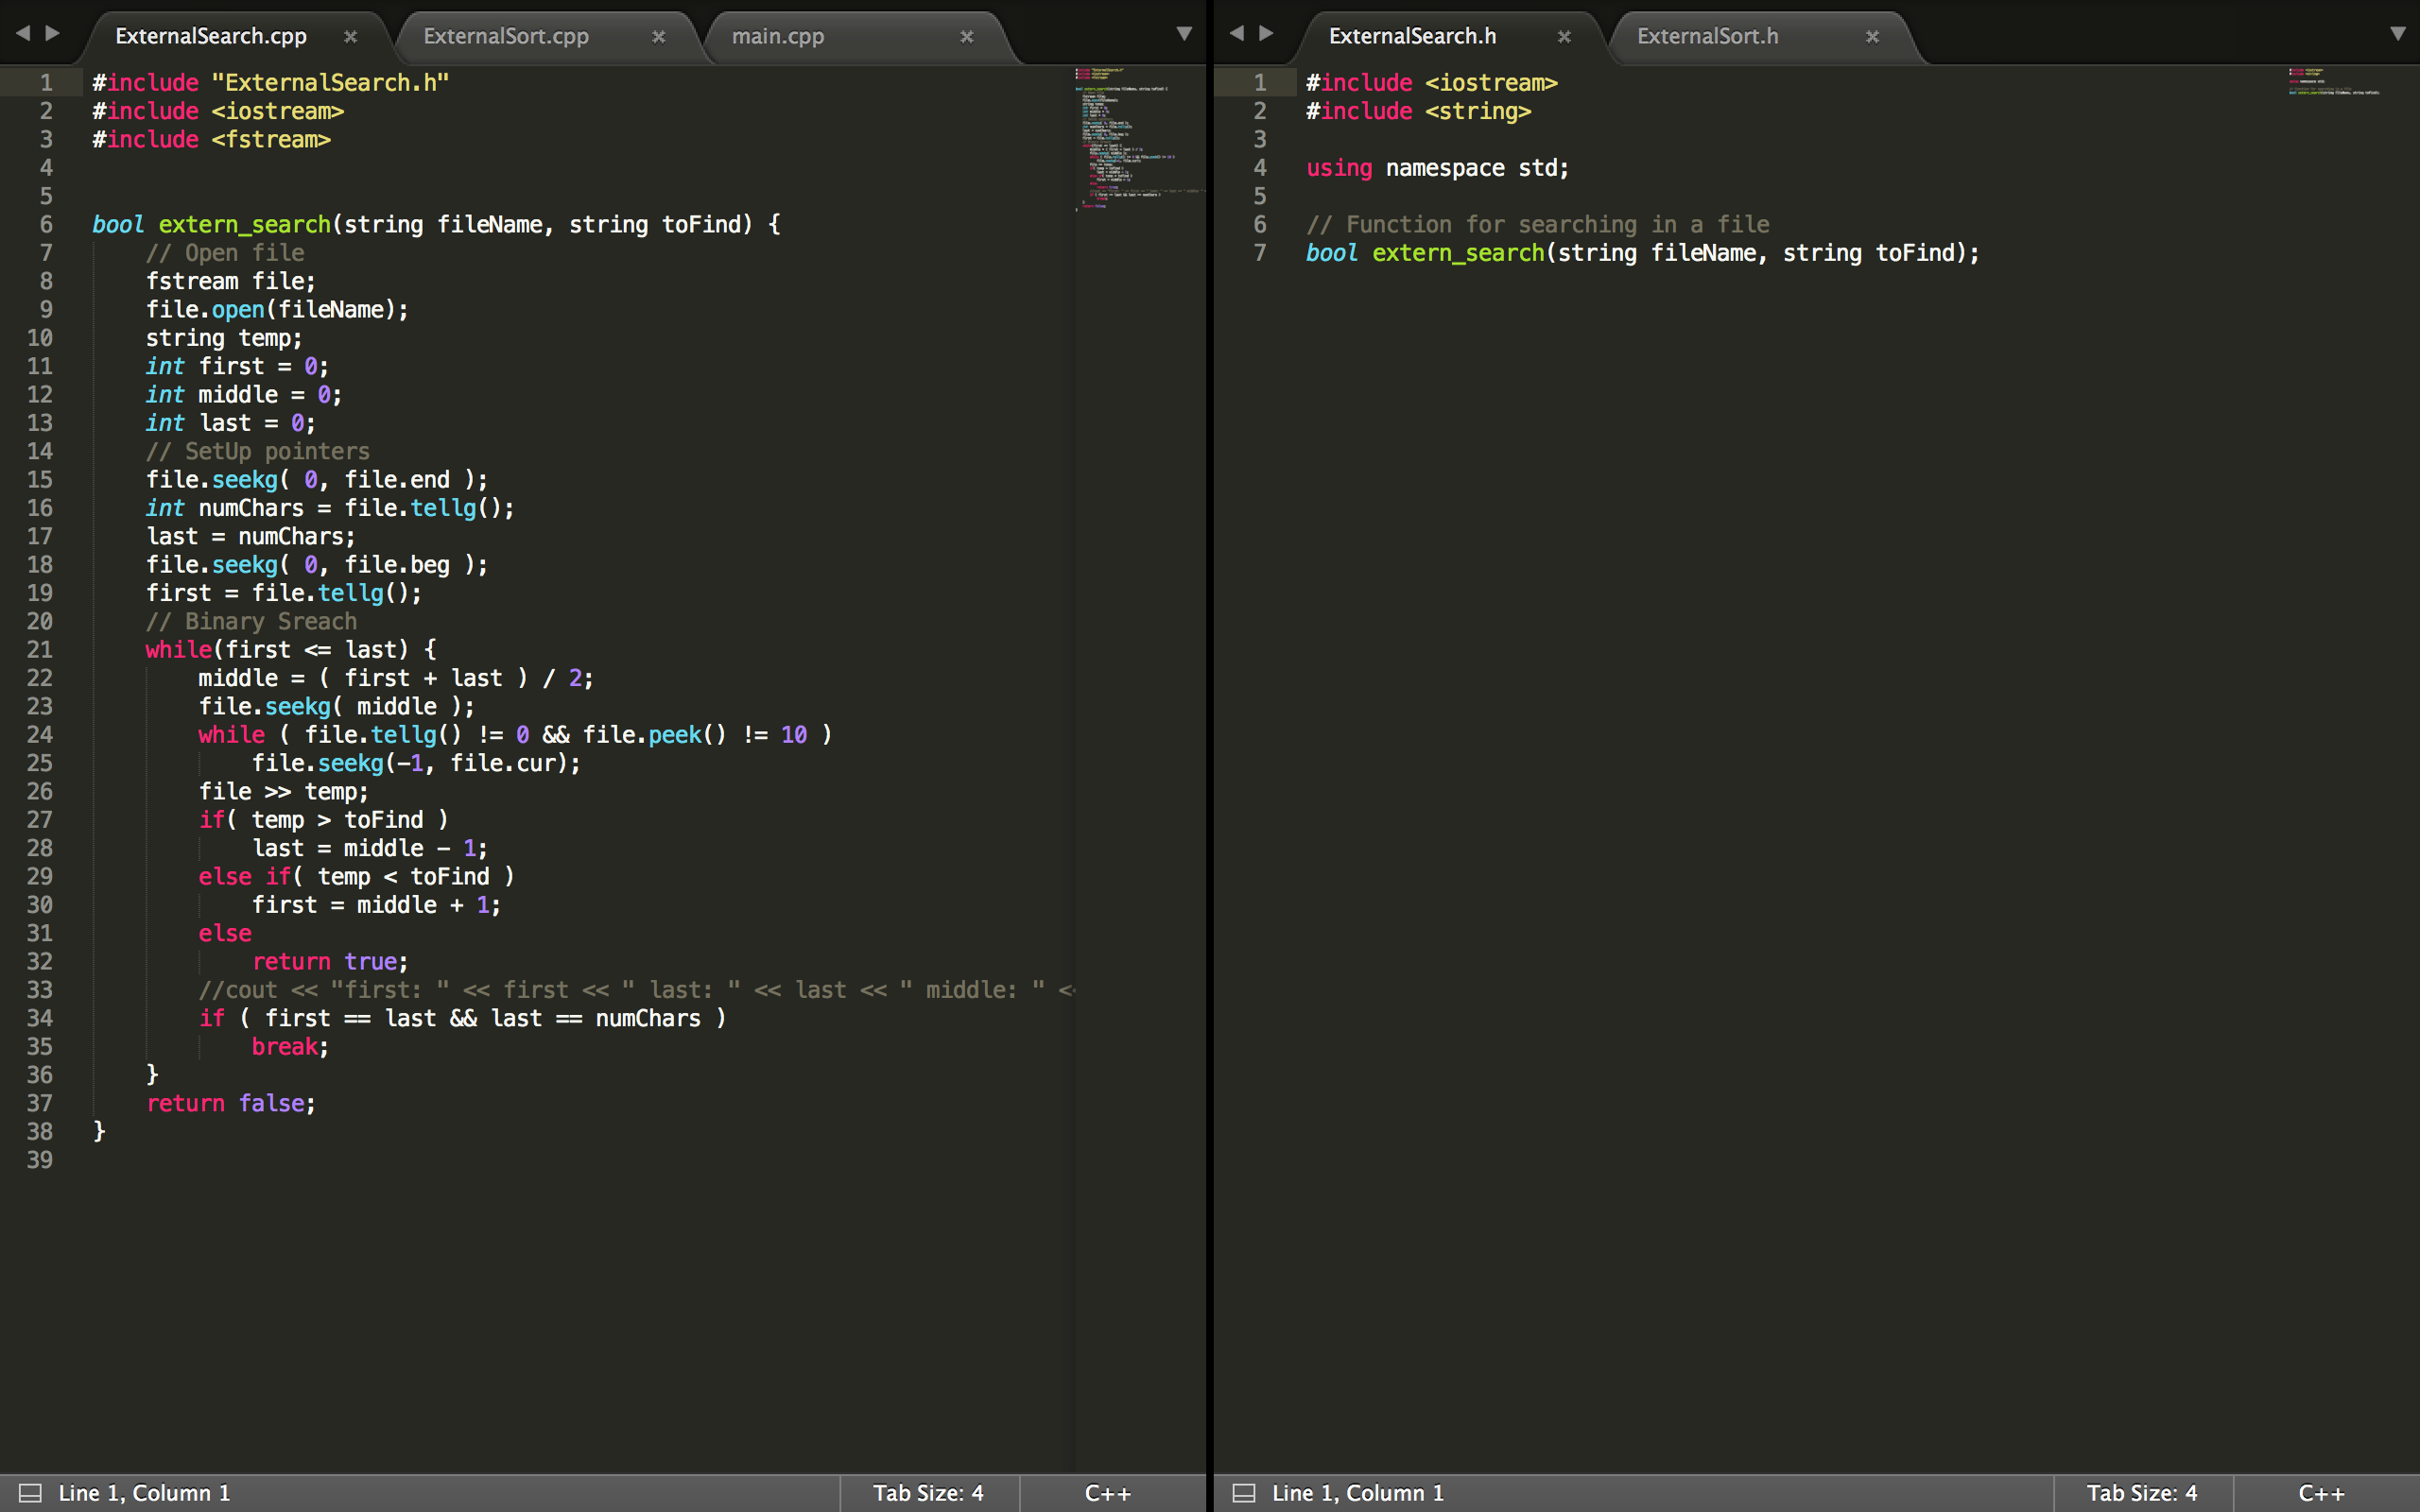 ExternalSearch.cpp × ExternalSort.cpp × main.cpp ×
1 #include "ExternalSearch.h"
2 #include <iostream>
3 #include <fstream>
4
5
6 bool extern_search(string fileName, string toFind) {
7     // Open file
8     fstream file;
9     file.open(fileName);
10     string temp;
11     int first = 0;
12     int middle = 0;
13     int last = 0;
14     // SetUp pointers
15     file.seekg( 0, file.end );
16     int numChars = file.tellg();
17     last = numChars;
18     file.seekg( 0, file.beg );
19     first = file.tellg();
20     // Binary Sreach
21     while(first <= last) {
22         middle = ( first + last ) / 2;
23         file.seekg( middle );
24         while ( file.tellg() != 0 && file.peek() != 10 )
25             file.seekg(-1, file.cur);
26         file >> temp;
27         if( temp > toFind )
28             last = middle - 1;
29         else if( temp < toFind )
30             first = middle + 1;
31         else
32             return true;
33         //cout << "first: " << first << " last: " << last << " middle: " <<
34         if ( first == last && last == numChars )
35             break;
36     }
37     return false;
38 }
39
Line 1, Column 1 Tab Size: 4 C++
ExternalSearch.h × ExternalSort.h ×
1 #include <iostream>
2 #include <string>
3
4 using namespace std;
5
6 // Function for searching in a file
7 bool extern_search(string fileName, string toFind);
Line 1, Column 1 Tab Size: 4 C++